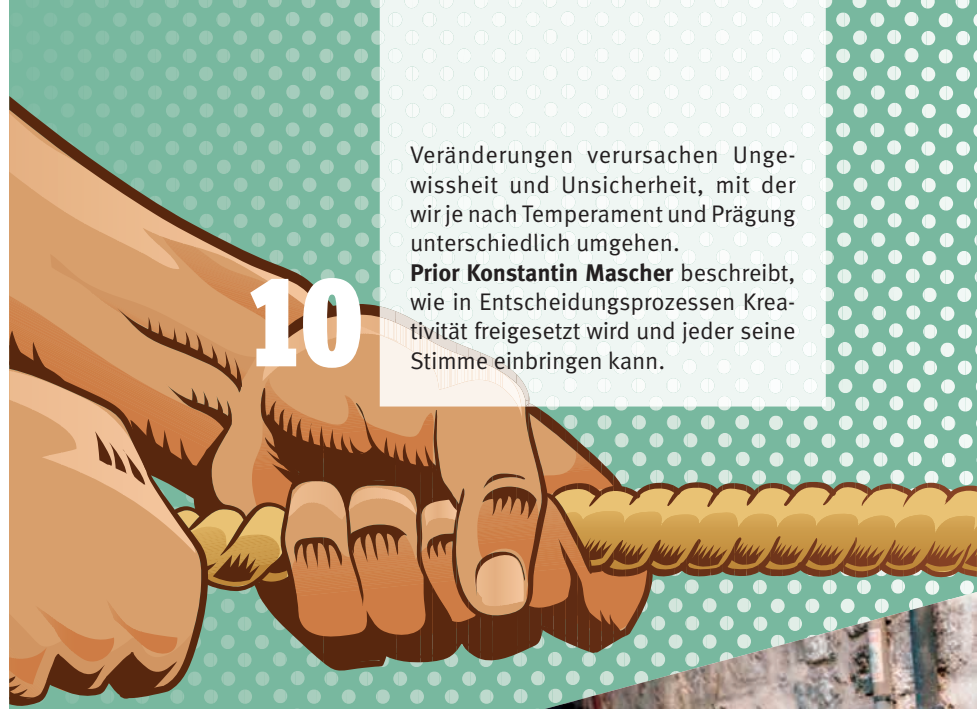 Veränderungen verursachen Unge-
wissheit und Unsicherheit, mit der
wir je nach Temperament und Prägung
unterschiedlich umgehen.
Prior Konstantin Mascher beschreibt,
wie in Entscheidungsprozessen Krea-
tivität freigesetzt wird und jeder seine
Stimme einbringen kann.
10